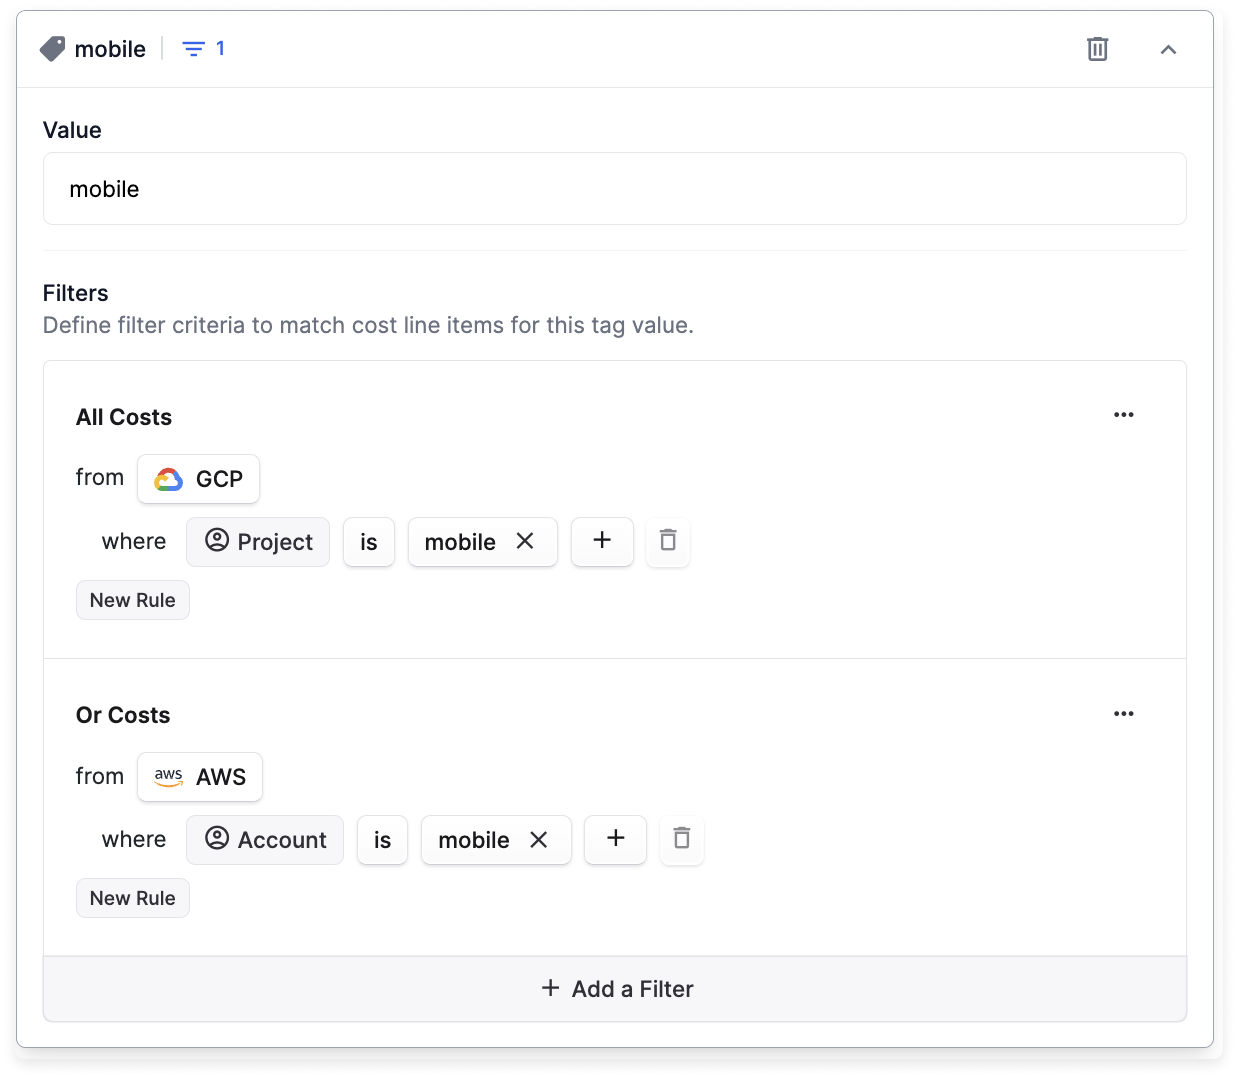 mobile 1
Value
mobile
Filters
Define filter criteria to match cost line items for this tag value.
All Costs
from GCP
where Project is mobile
New Rule
Or Costs
from aws AWS
where Account is mobile
New Rule
+ Add a Filter